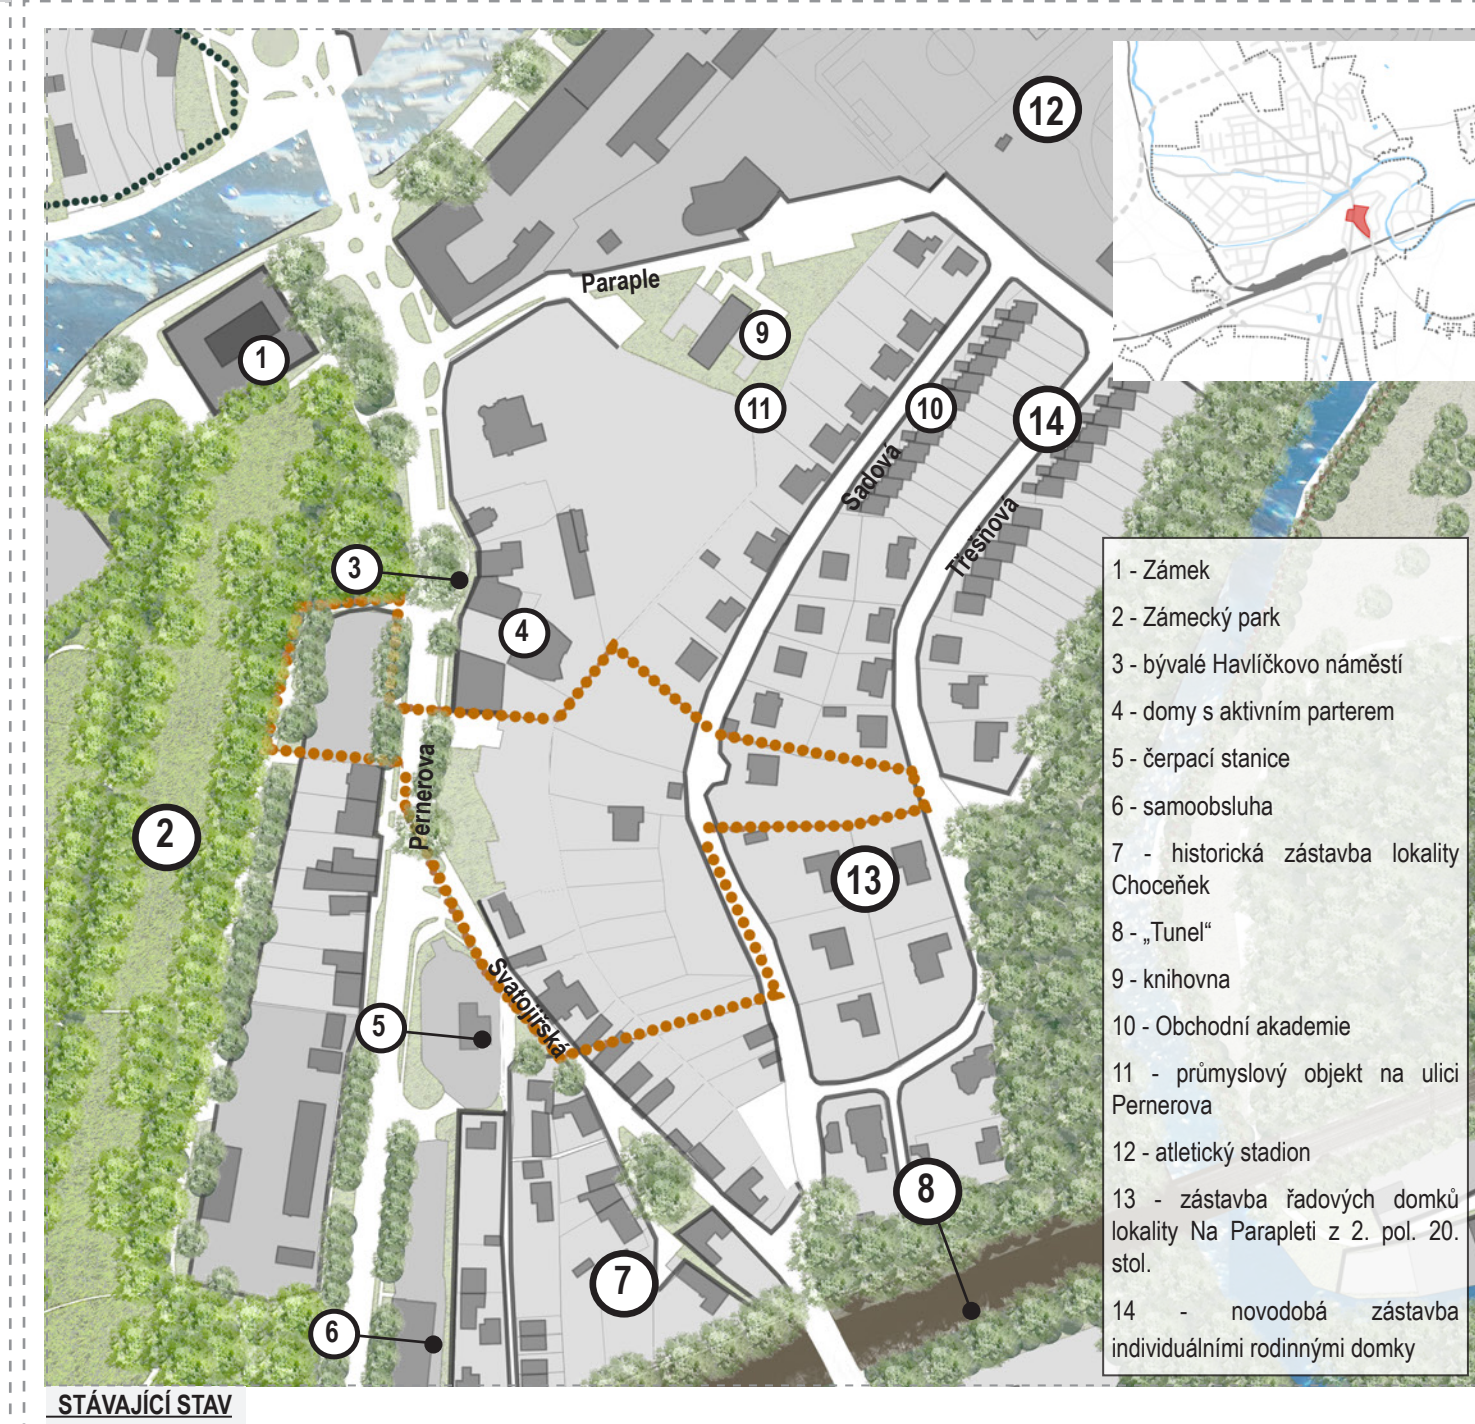 12
Paraple
9
1
11
10
14
Sadová
Třešňová
3
4
Pernerova
2
13
Svatojířská
5
8
7
6
1 - Zámek
2 - Zámecký park
3 - bývalé Havlíčkovo náměstí
4 - domy s aktivním parterem
5 - čerpací stanice
6 - samoobsluha
7 - historická zástavba lokality
Choceňek
8 - „Tunel“
9 - knihovna
10 - Obchodní akademie
11 - průmyslový objekt na ulici
Pernerova
12 - atletický stadion
13 - zástavba řadových domků
lokality Na Parapleti z 2. pol. 20.
stol.
14 - novodobá zástavba
individuálními rodinnými domky
STÁVAJÍCÍ STAV